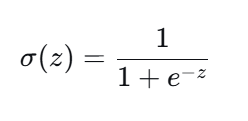 σ(z) = 1 / (1 + e^{-z})